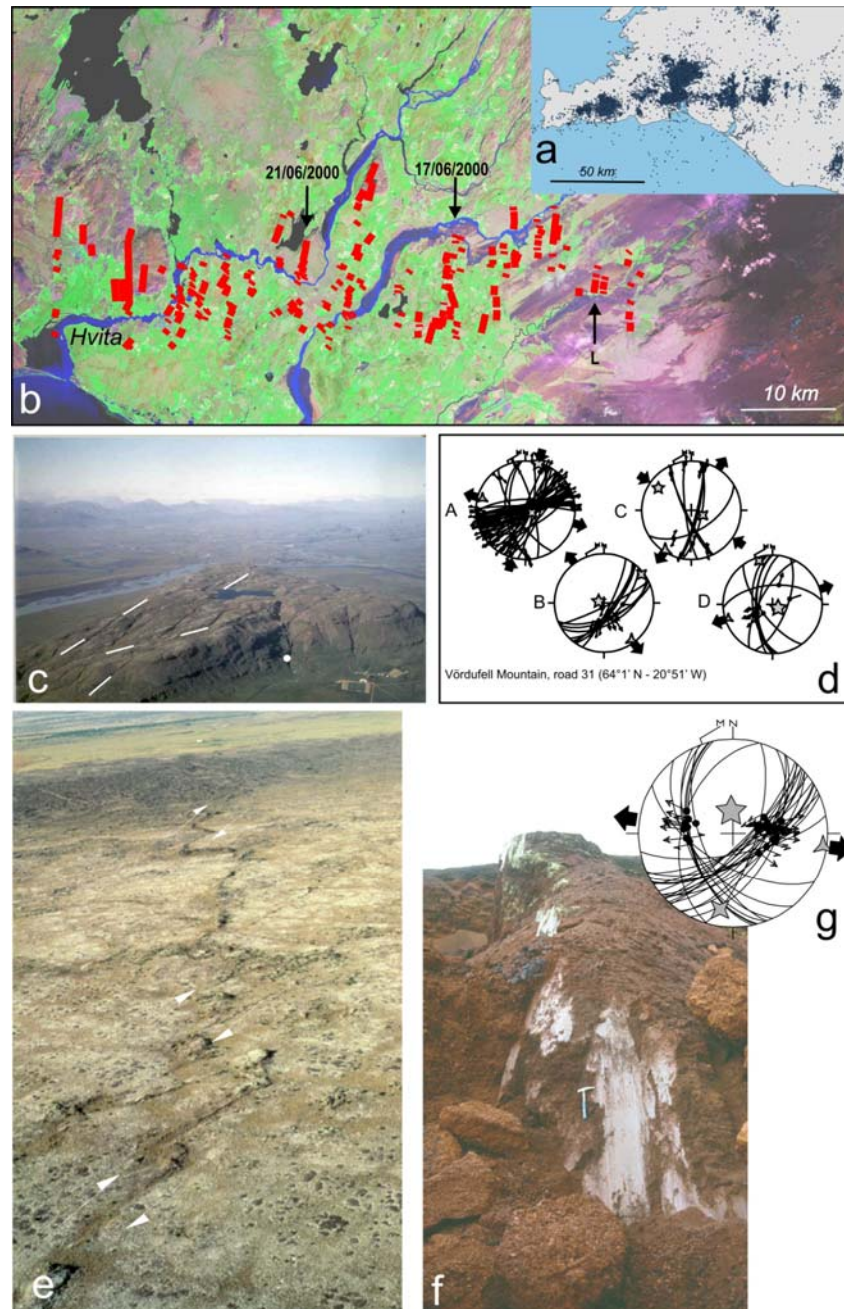 a
50 km
21/06/2000
17/06/2000
Hvita
L
b
10 km
c
A
C
B
D
Vördufell Mountain, road 31 (64°1' N - 20°51' W)
d
M N
g
e
f